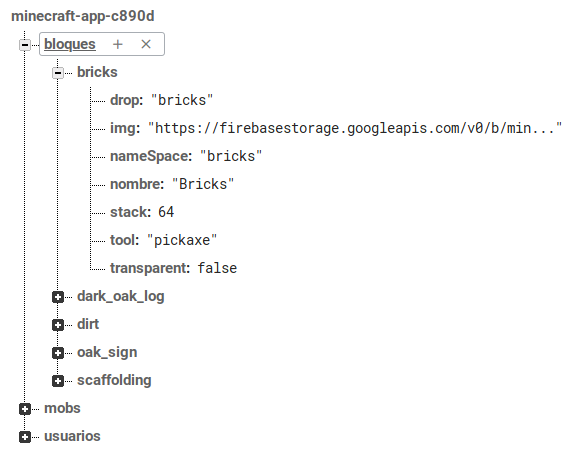 minecraft-app-c890d
bloques + ×
bricks
drop: "bricks"
img: "https://firebasestorage.googleapis.com/v0/b/min..."
nameSpace: "bricks"
nombre: "Bricks"
stack: 64
tool: "pickaxe"
transparent: false
dark_oak_log
dirt
oak_sign
scaffolding
mobs
usuarios